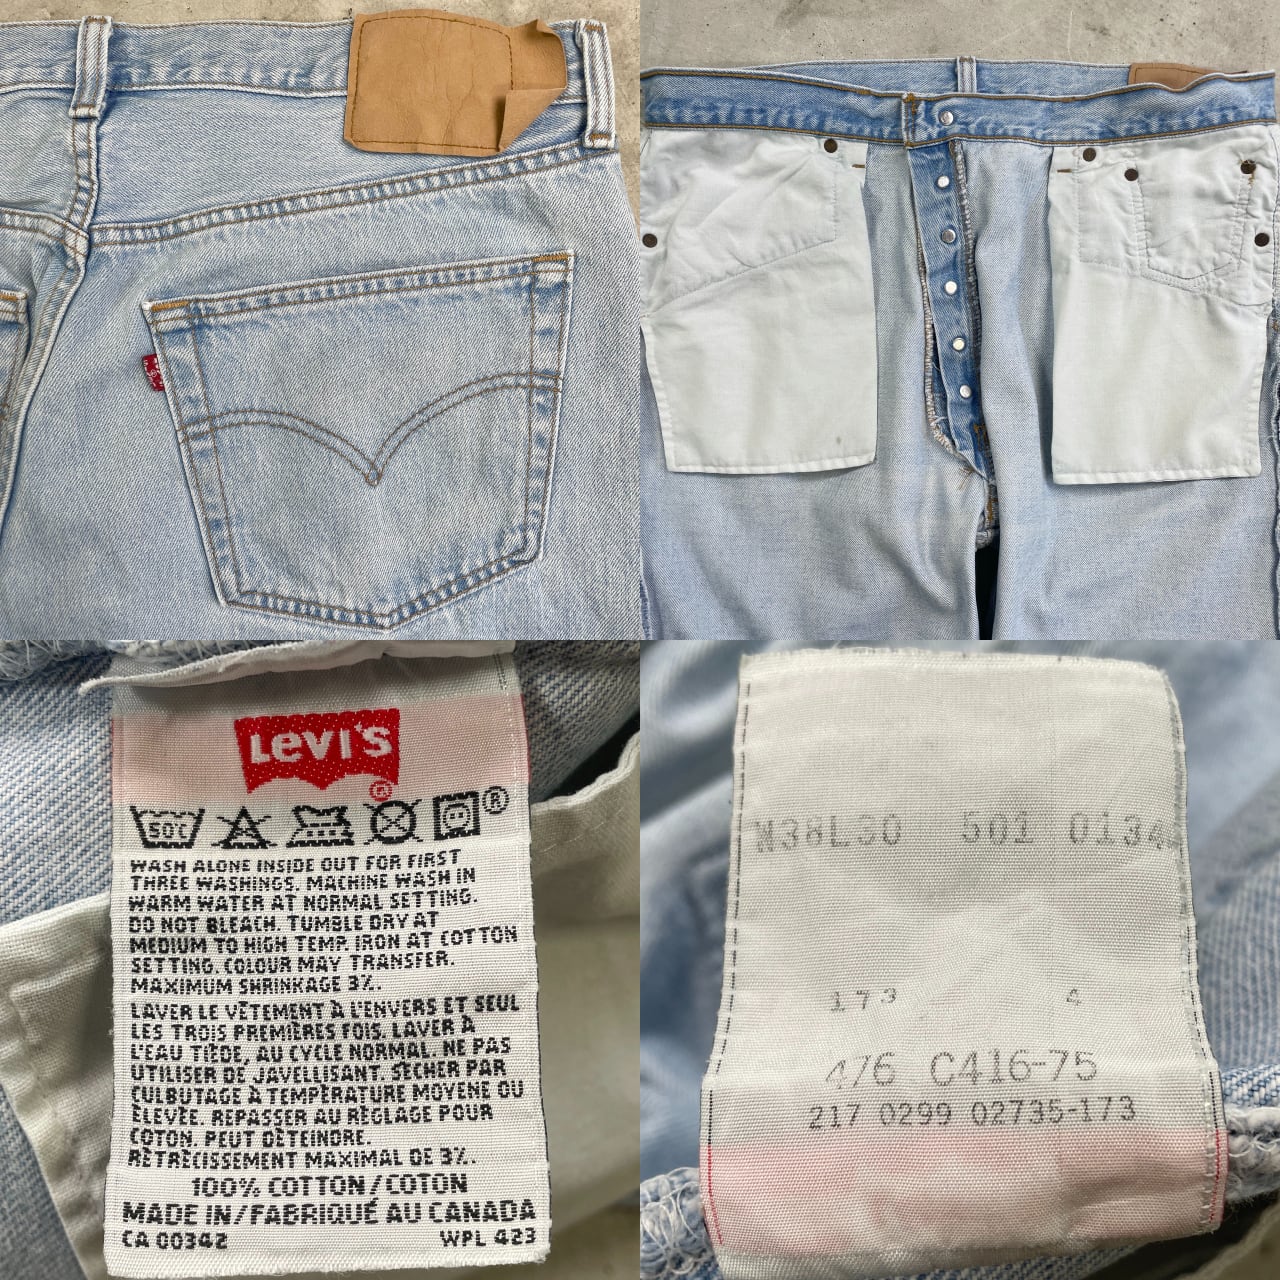 LEVI'S
®
50C
®
WASH ALONE INSIDE OUT FOR FIRST
THREE WASHINGS. MACHINE WASH IN
WARM WATER AT NORMAL SETTING.
DO NOT BLEACH. TUMBLE DRY AT
MEDIUM TO HIGH TEMP. IRON AT COTTON
SETTING. COLOUR MAY TRANSFER.
MAXIMUM SHRINKAGE 3%.
LAVER LE VÊTEMENT À L'ENVERS ET SEUL
LES TROIS PREMIÈRES FOIS. LAVER À
L'EAU TIÈDE, AU CYCLE NORMAL. NE PAS
UTILISER DE JAVELLISANT. SÉCHER PAR
CULBUTAGE À TEMPÉRATURE MOYENE OU
ÉLEVÉE. REPASSER AU RÉGLAGE POUR
COTON. PEUT DÉTEINDRE.
RÉTRÉCISSEMENT MAXIMAL DE 3%.
100% COTTON/COTON
MADE IN/FABRIQUÉ AU CANADA
CA 00342 WPL 423
W38L30 501 0134
173 4
4/6 C416-75
217 0299 02735-173